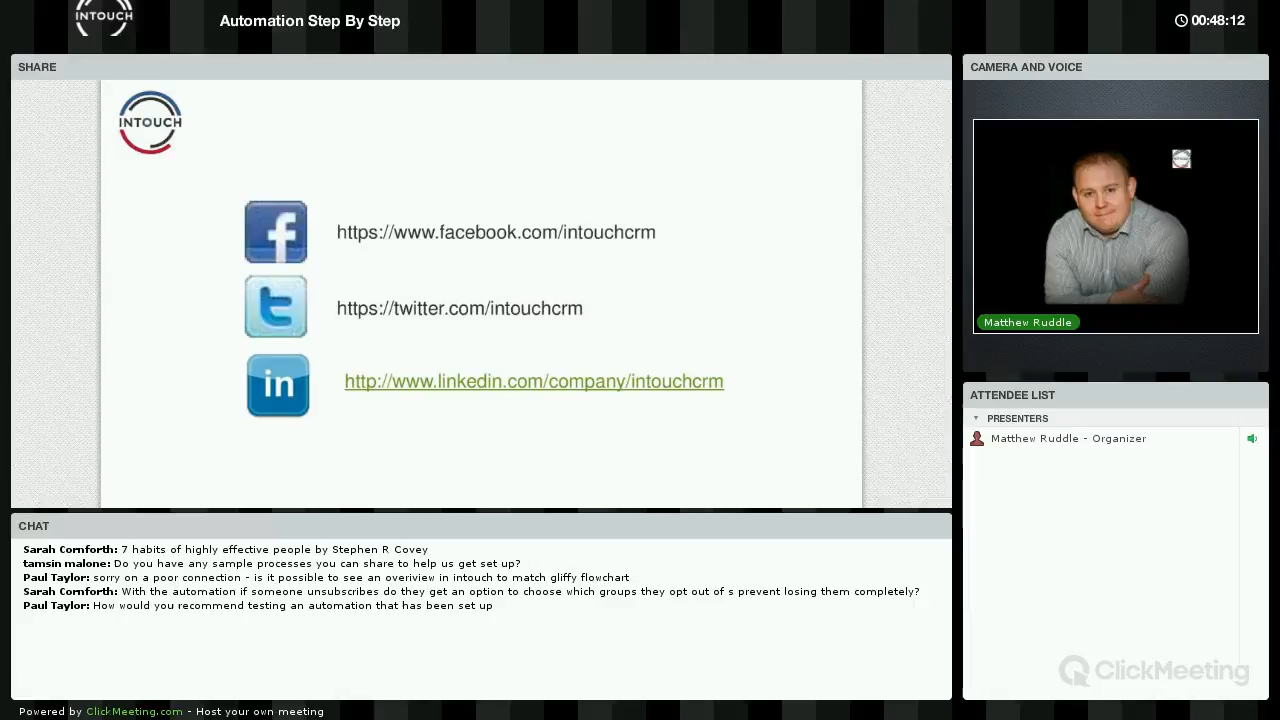 INTOUCH
Automation Step By Step
00:48:12
SHARE
INTOUCH
f
https://www.facebook.com/intouchcrm
t
https://twitter.com/intouchcrm
in
http://www.linkedin.com/company/intouchcrm
CAMERA AND VOICE
Matthew Ruddle
ATTENDEE LIST
PRESENTERS
Matthew Ruddle - Organizer
ClickMeeting
CHAT
Sarah Cornforth: 7 habits of highly effective people by Stephen R Covey
tamsin malone: Do you have any sample processes you can share to help us get set up?
Paul Taylor: sorry on a poor connection - is it possible to see an overiview in intouch to match gliffy flowchart
Sarah Cornforth: With the automation if someone unsubscribes do they get an option to choose which groups they opt out of s prevent losing them completely?
Paul Taylor: How would you recommend testing an automation that has been set up
Powered by ClickMeeting.com - Host your own meeting